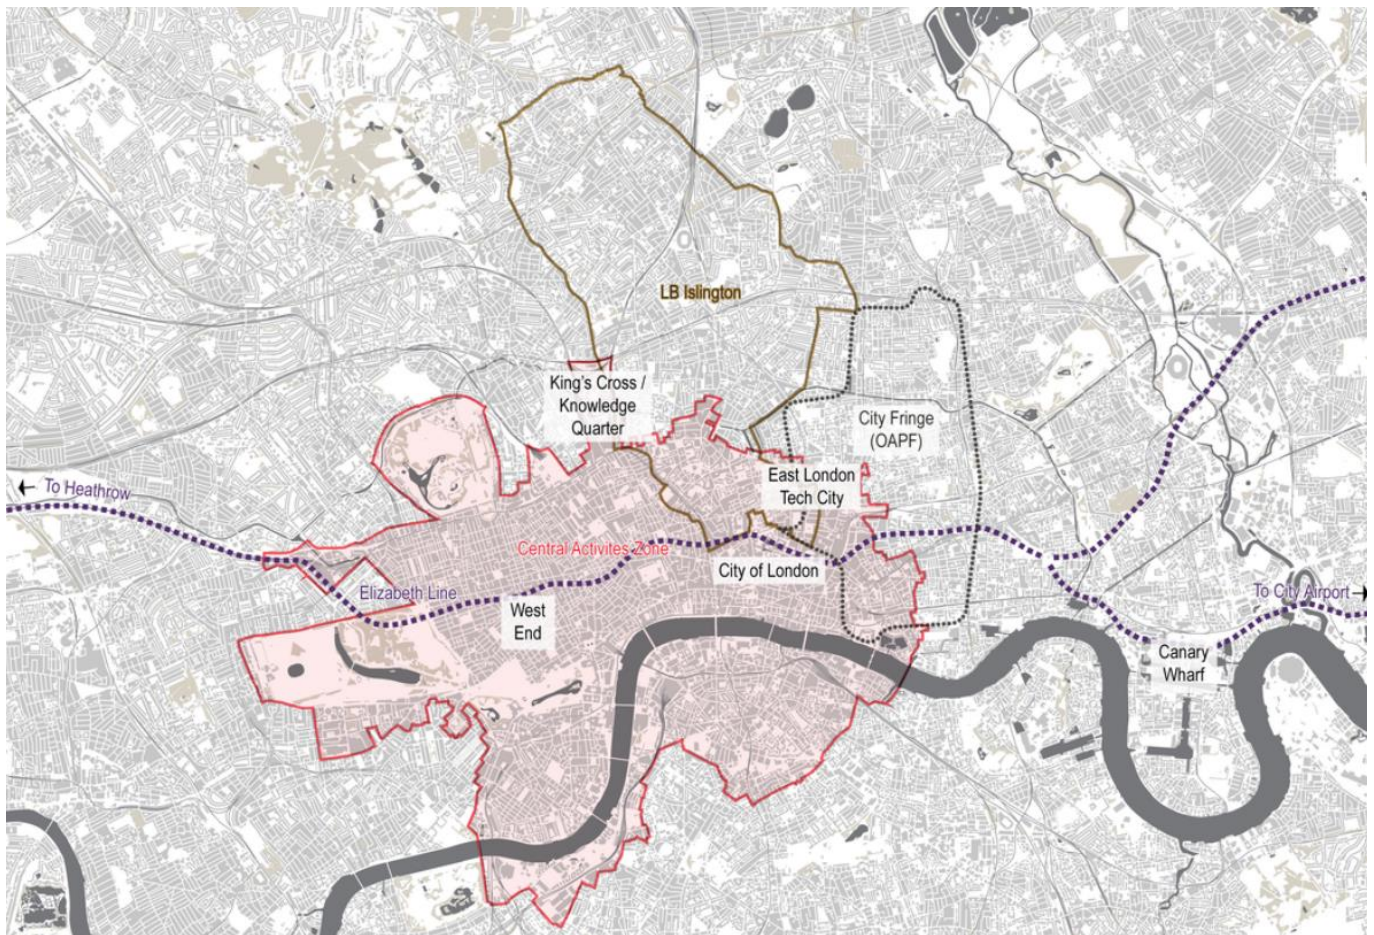 LB Islington
King's Cross /
Knowledge
Quarter
City Fringe
(OAPF)
East London
Tech City
To Heathrow
Central Activites Zone
City of London
Elizabeth Line
West
End
To City Airport
Canary
Wharf